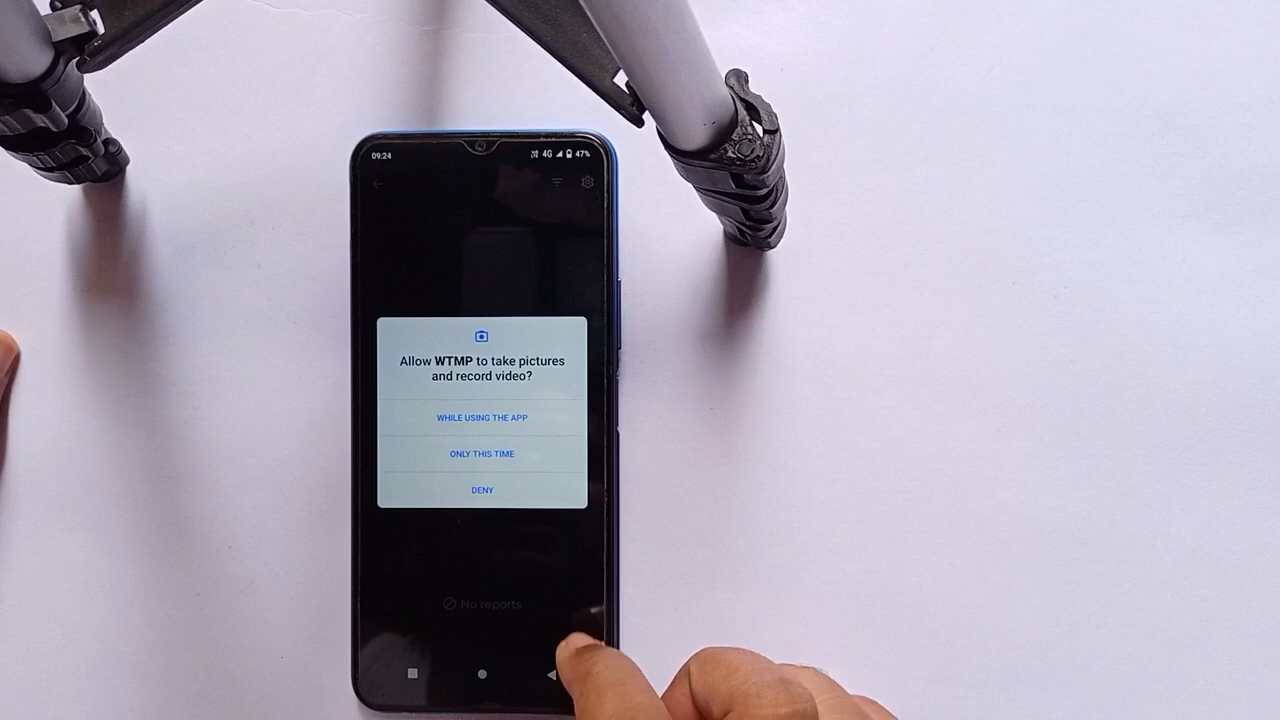 09:24
4G 47%
Allow WTMP to take pictures
and record video?
WHILE USING THE APP
ONLY THIS TIME
DENY
No reports